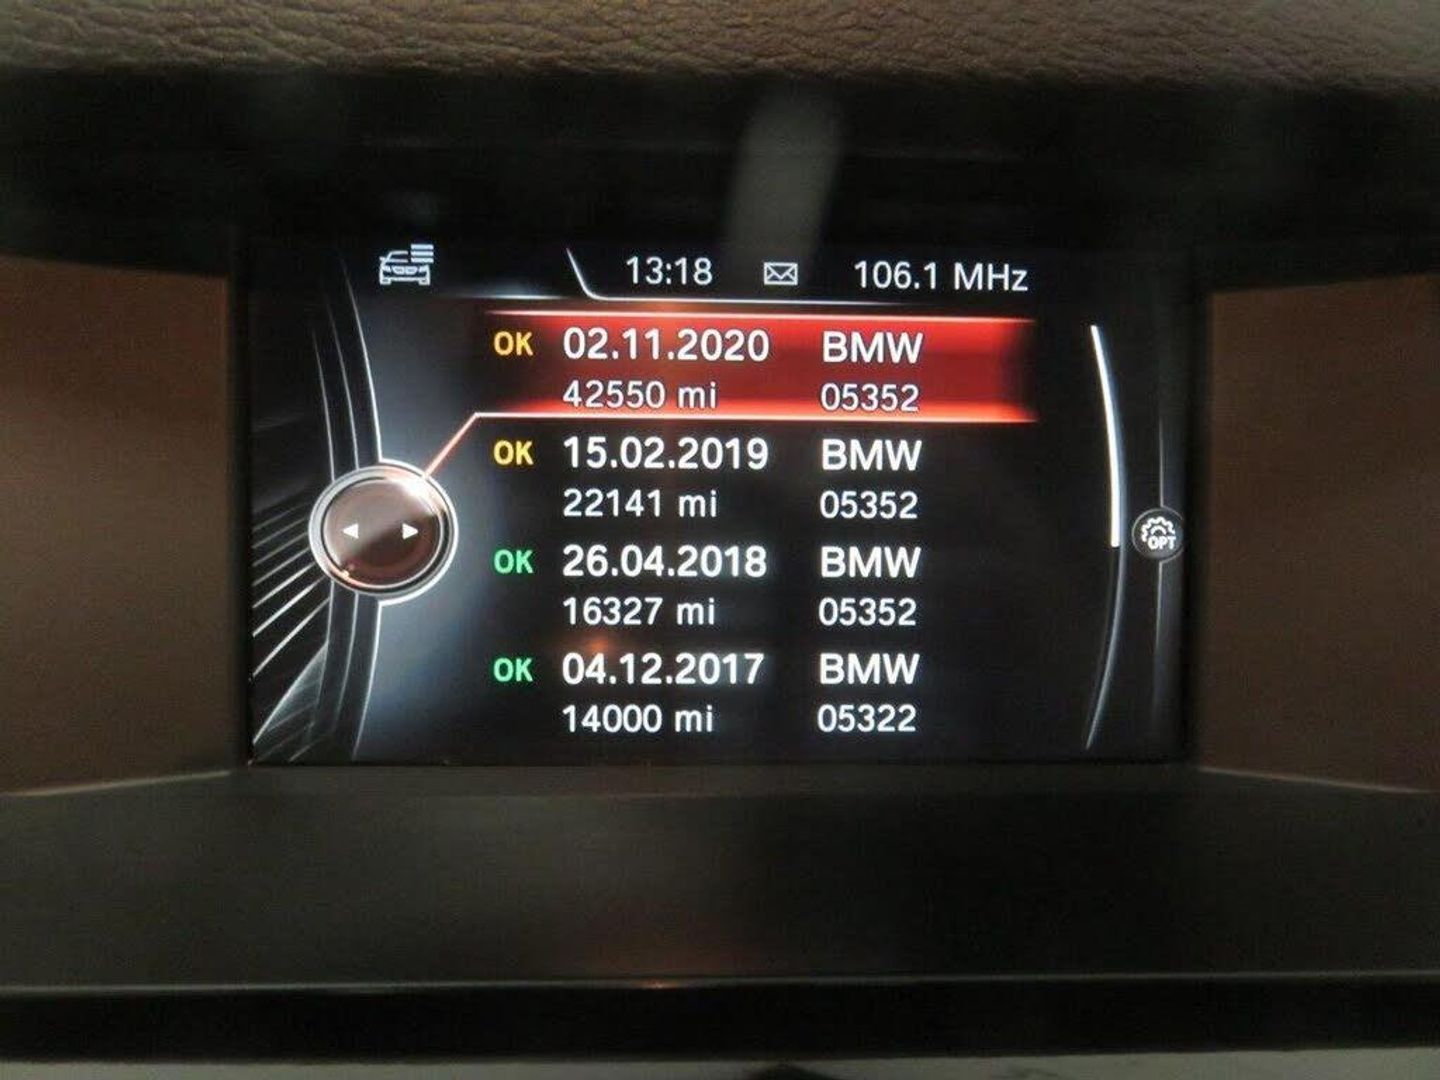 13:18 106.1 MHz
OK 02.11.2020 BMW
42550 mi 05352
OK 15.02.2019 BMW
22141 mi 05352
OK 26.04.2018 BMW
16327 mi 05352
OK 04.12.2017 BMW
14000 mi 05322
OPT